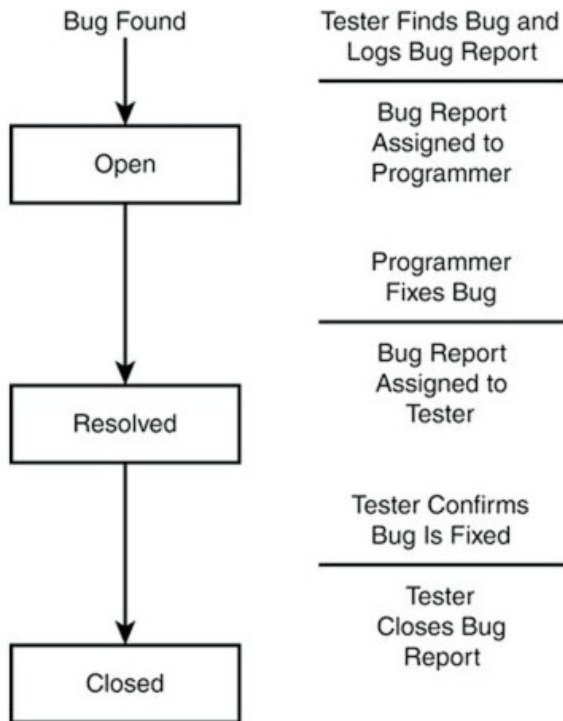 Bug Found
Open
Resolved
Closed
Tester Finds Bug and
Logs Bug Report
Bug Report
Assigned to
Programmer
Programmer
Fixes Bug
Bug Report
Assigned to
Tester
Tester Confirms
Bug Is Fixed
Tester
Closes Bug
Report